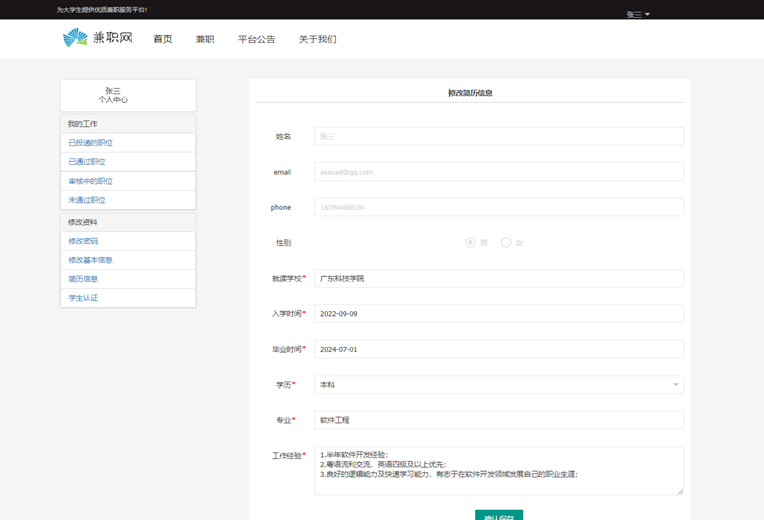 为大学生提供优质兼职服务平台!
张三
兼职网
首页 兼职 平台公告 关于我们
张三
个人中心
我的工作
已投递的职位
已通过职位
审核中的职位
未通过职位
修改资料
修改密码
修改基本信息
简历信息
学生认证
修改简历信息
姓名 张三
email asasad@qq.com
phone
性别 男 女
就读学校* 广东科技学院
入学时间* 2022-09-09
毕业时间* 2024-07-01
学历* 本科
专业* 软件工程
工作经验* 1.半年软件开发经验;
2.粤语流利交流，英语四级及以上优先;
3.良好的逻辑能力及快速学习能力，有志于在软件开发领域发展自己的职业生涯;
确认保存